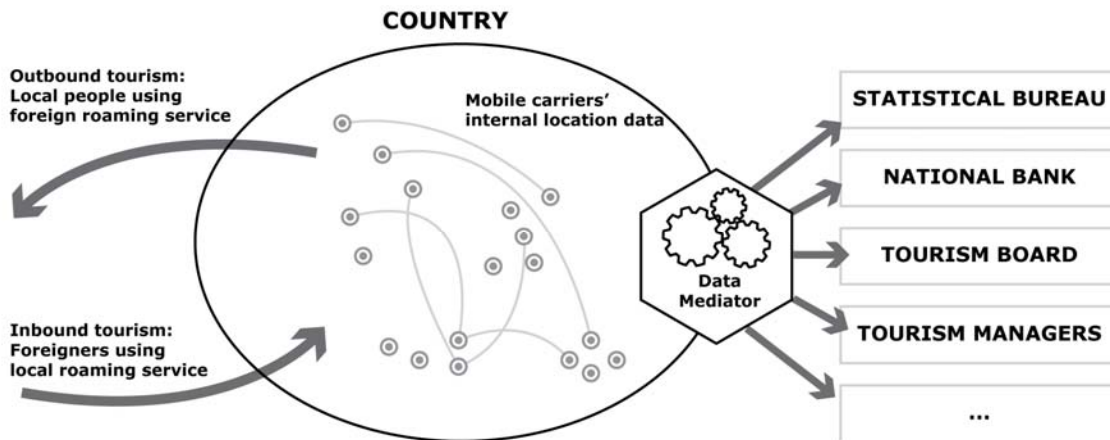 COUNTRY
Outbound tourism:
Local people using
foreign roaming service
Mobile carriers'
internal location data
Inbound tourism:
Foreigners using
local roaming service
Data
Mediator
STATISTICAL BUREAU
NATIONAL BANK
TOURISM BOARD
TOURISM MANAGERS
...